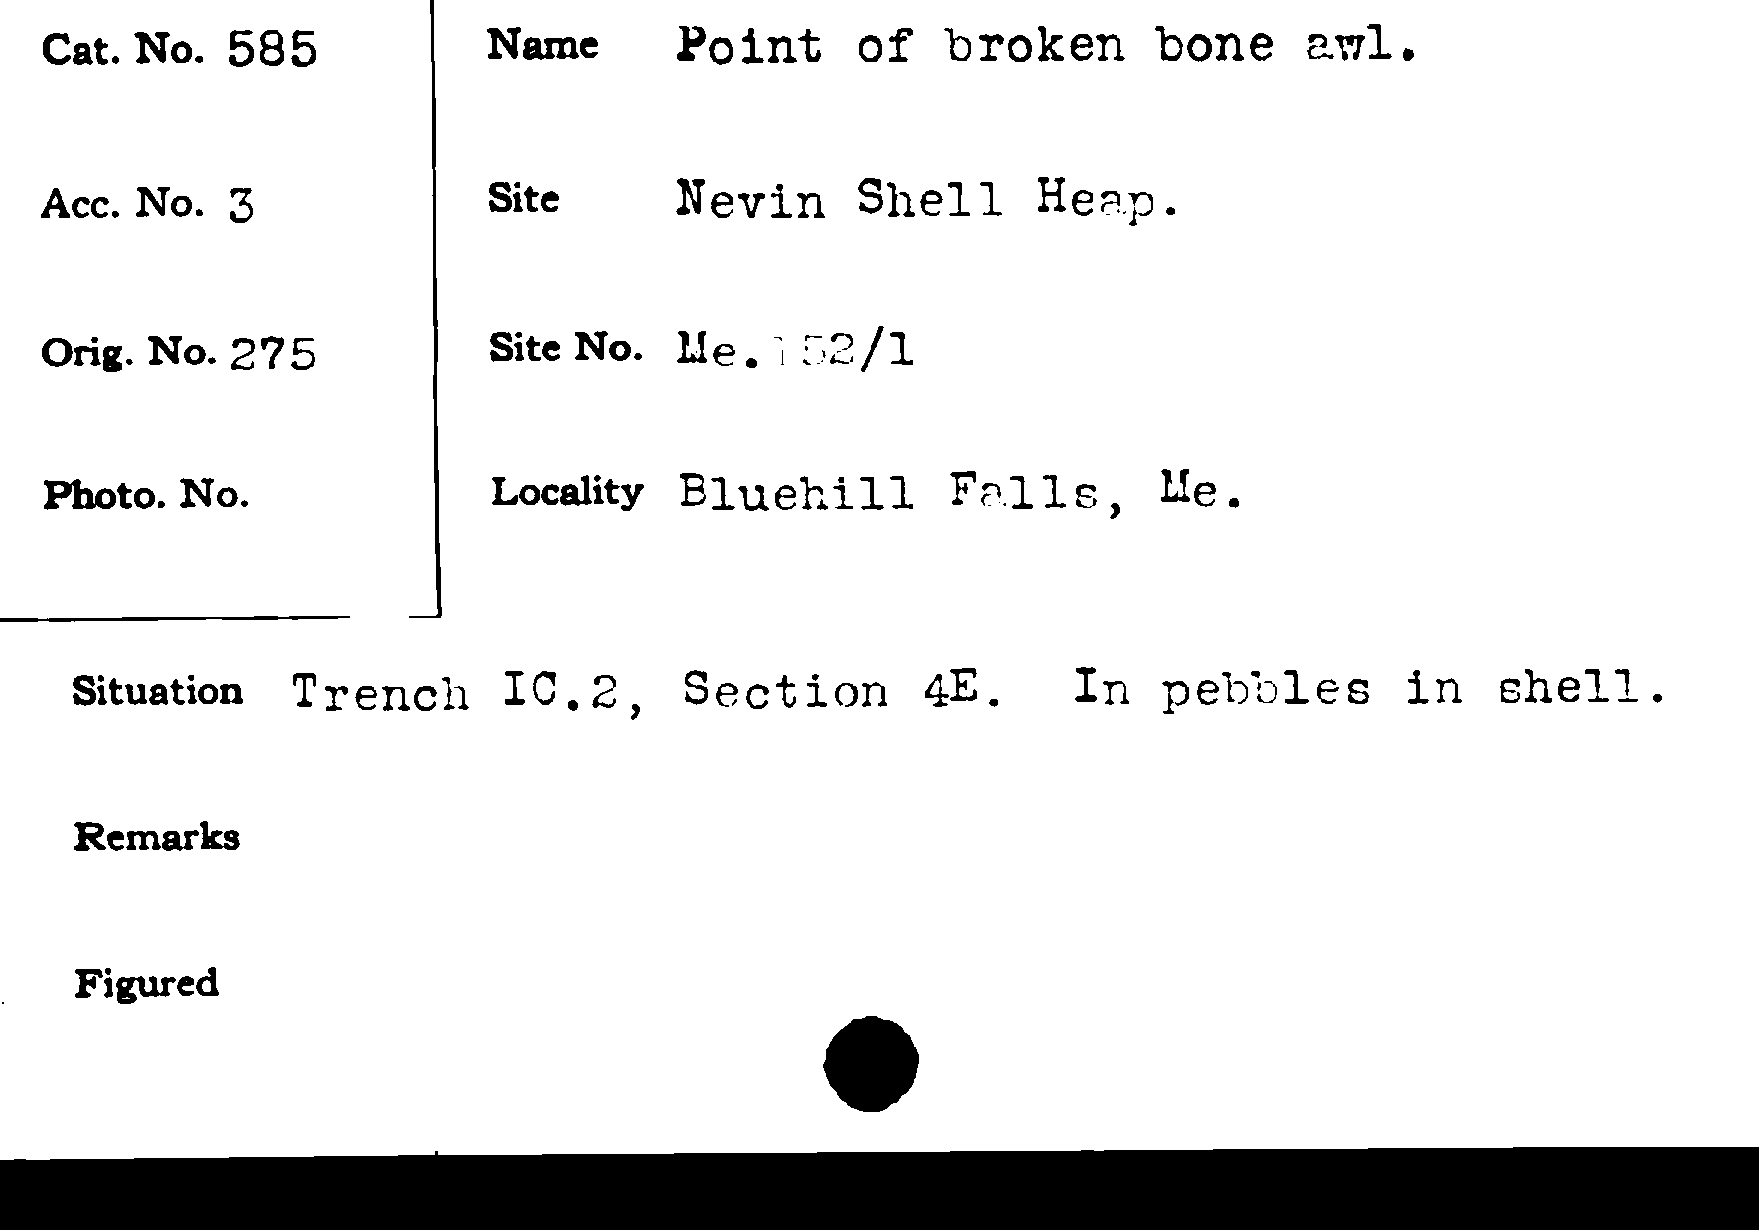 Cat. No. 585
Name Point of broken bone awl.
Acc. No. 3
Site Nevin Shell Heap.
Orig. No. 275
Site No. Me.152/1
Photo. No.
Locality Bluehill Falls, Me.
Situation Trench IC.2, Section 4E. In pebbles in shell.
Remarks
Figured